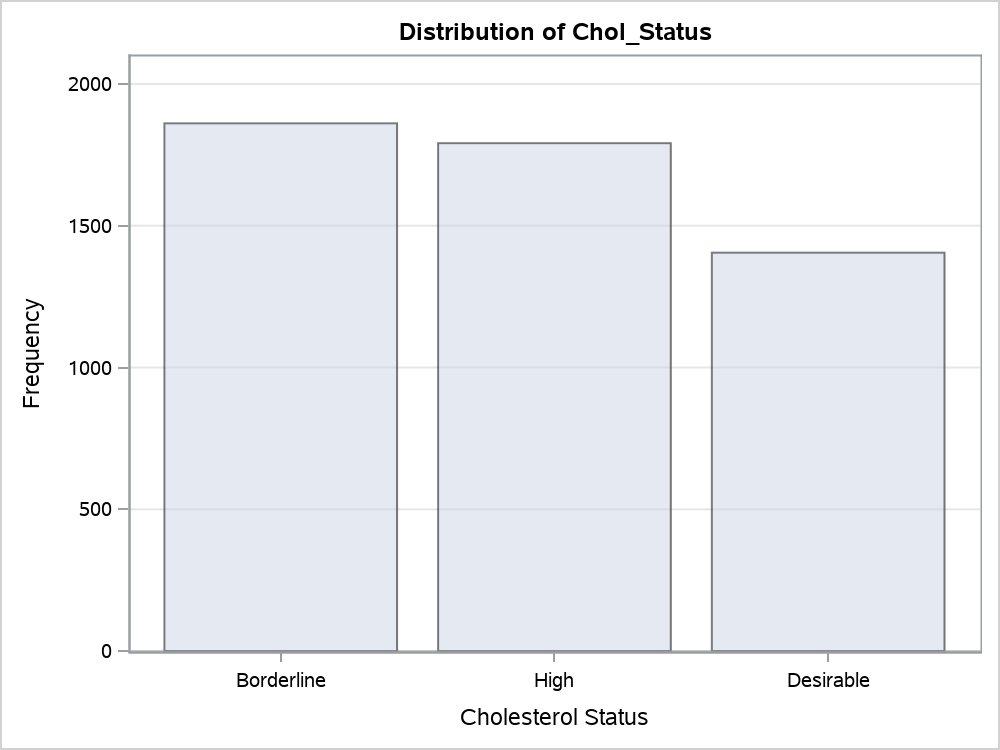 Distribution of Chol_Status
Frequency
2000
1500
1000
500
0
Borderline
High
Desirable
Cholesterol Status